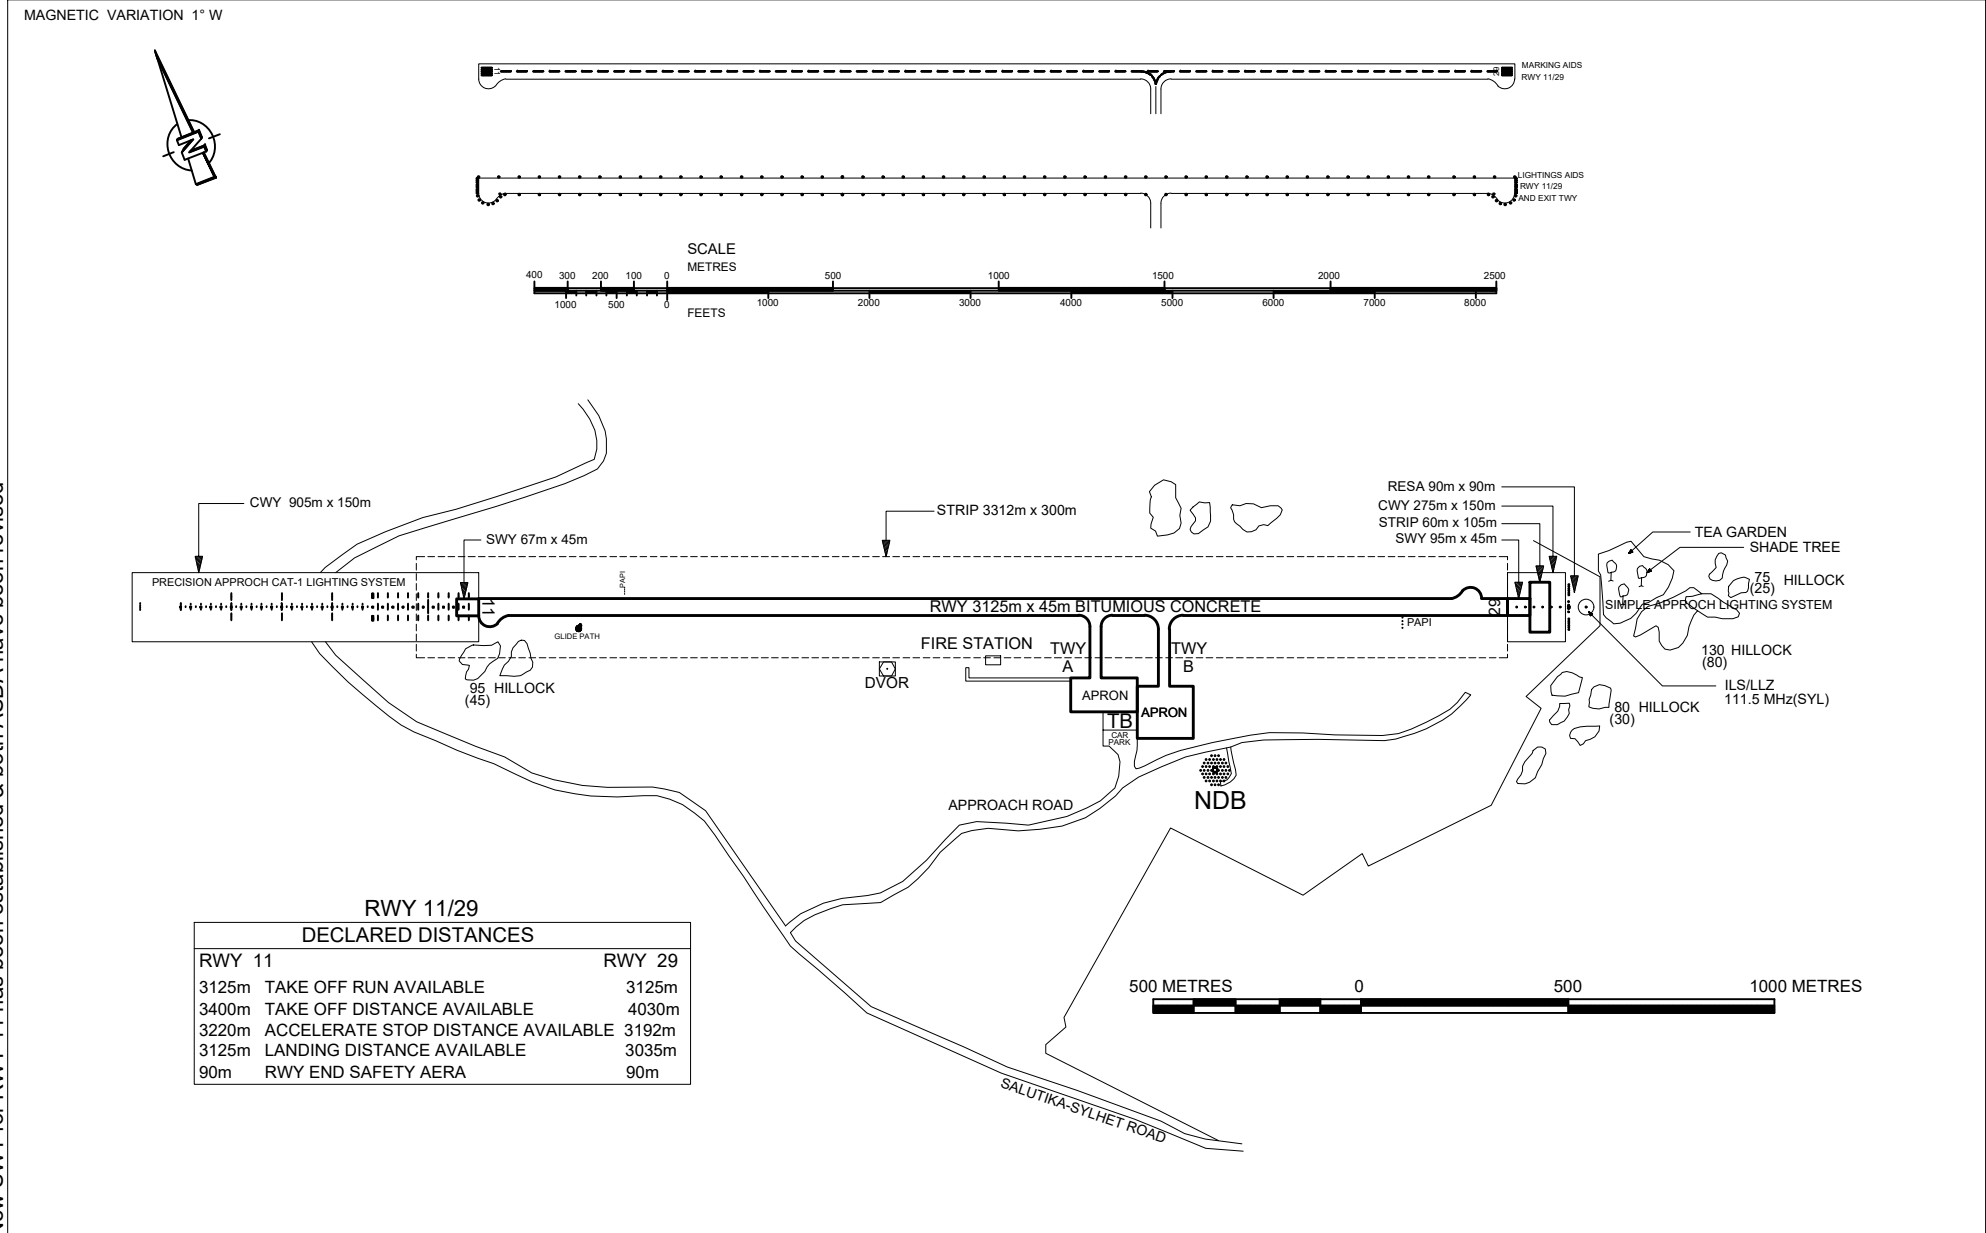 MAGNETIC VARIATION 1° W
N
11
29
MARKING AIDS
RWY 11/29
LIGHTINGS AIDS
RWY 11/29
AND EXIT TWY
SCALE
METRES
400 300 200 100 0 500 1000 1500 2000 2500
1000 500 0 1000 2000 3000 4000 5000 6000 7000 8000
FEETS
CWY 905m x 150m
SWY 67m x 45m
STRIP 3312m x 300m
RESA 90m x 90m
CWY 275m x 150m
STRIP 60m x 105m
SWY 95m x 45m
TEA GARDEN
SHADE TREE
75 HILLOCK
(25)
PRECISION APPROCH CAT-1 LIGHTING SYSTEM
PAPI
11
RWY 3125m x 45m BITUMIOUS CONCRETE
29
SIMPLE APPROCH LIGHTING SYSTEM
GLIDE PATH
PAPI
FIRE STATION
TWY
A
TWY
B
130 HILLOCK
(80)
DVOR
95 HILLOCK
(45)
APRON
APRON
TB
CAR
PARK
ILS/LLZ
111.5 MHz(SYL)
80 HILLOCK
(30)
NDB
APPROACH ROAD
RWY 11/29
DECLARED DISTANCES
RWY 11 RWY 29
3125m TAKE OFF RUN AVAILABLE 3125m
3400m TAKE OFF DISTANCE AVAILABLE 4030m
3220m ACCELERATE STOP DISTANCE AVAILABLE 3192m
3125m LANDING DISTANCE AVAILABLE 3035m
90m RWY END SAFETY AERA 90m
500 METRES 0 500 1000 METRES
SALUTIKA-SYLHET ROAD